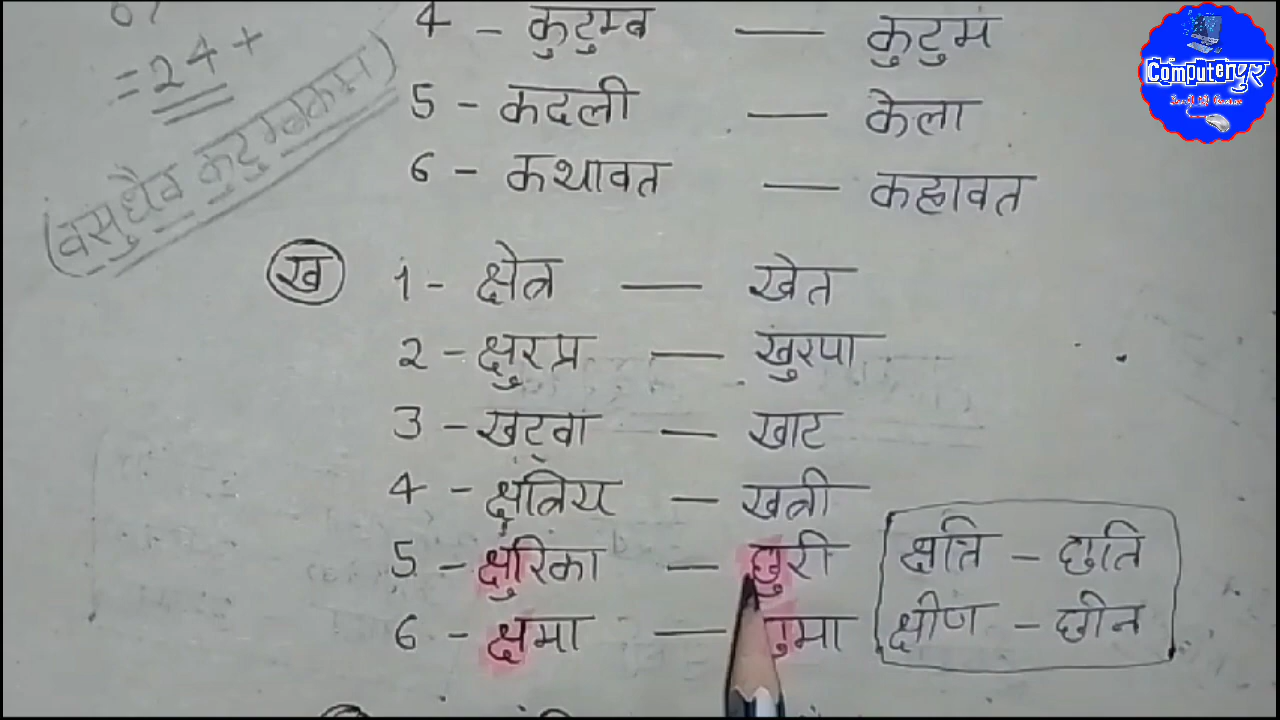 4 - कुटुम्ब — कुटुम
= 24 +
5 - कदली — केला
(वसुधैव कुटुम्बकम)
6 - कथावत — कहावत
ख 1 - क्षेत्र — खेत
2 - क्षुरप्र — खुरपा
3 - खट्वा — खाट
4 - क्षत्रिय — खत्री
5 - क्षुरिका — छुरी
6 - क्षमा — छमा
क्षति - छति
क्षीण - छीन
Computerपुर